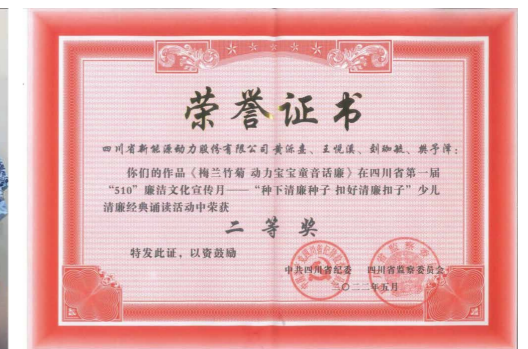 荣誉证书
四川省新能源动力股份有限公司黄添垚、王悦溪、刘珈敏、樊予萍:
你们的作品《梅兰竹菊 动力宝宝童音话廉》在四川省第一届
“510”廉洁文化宣传月——“种下清廉种子 扣好清廉扣子”少儿
清廉经典诵读活动中荣获
二等奖
特发此证，以资鼓励
中共四川省纪委 四川省监察委员会
二〇二二年五月